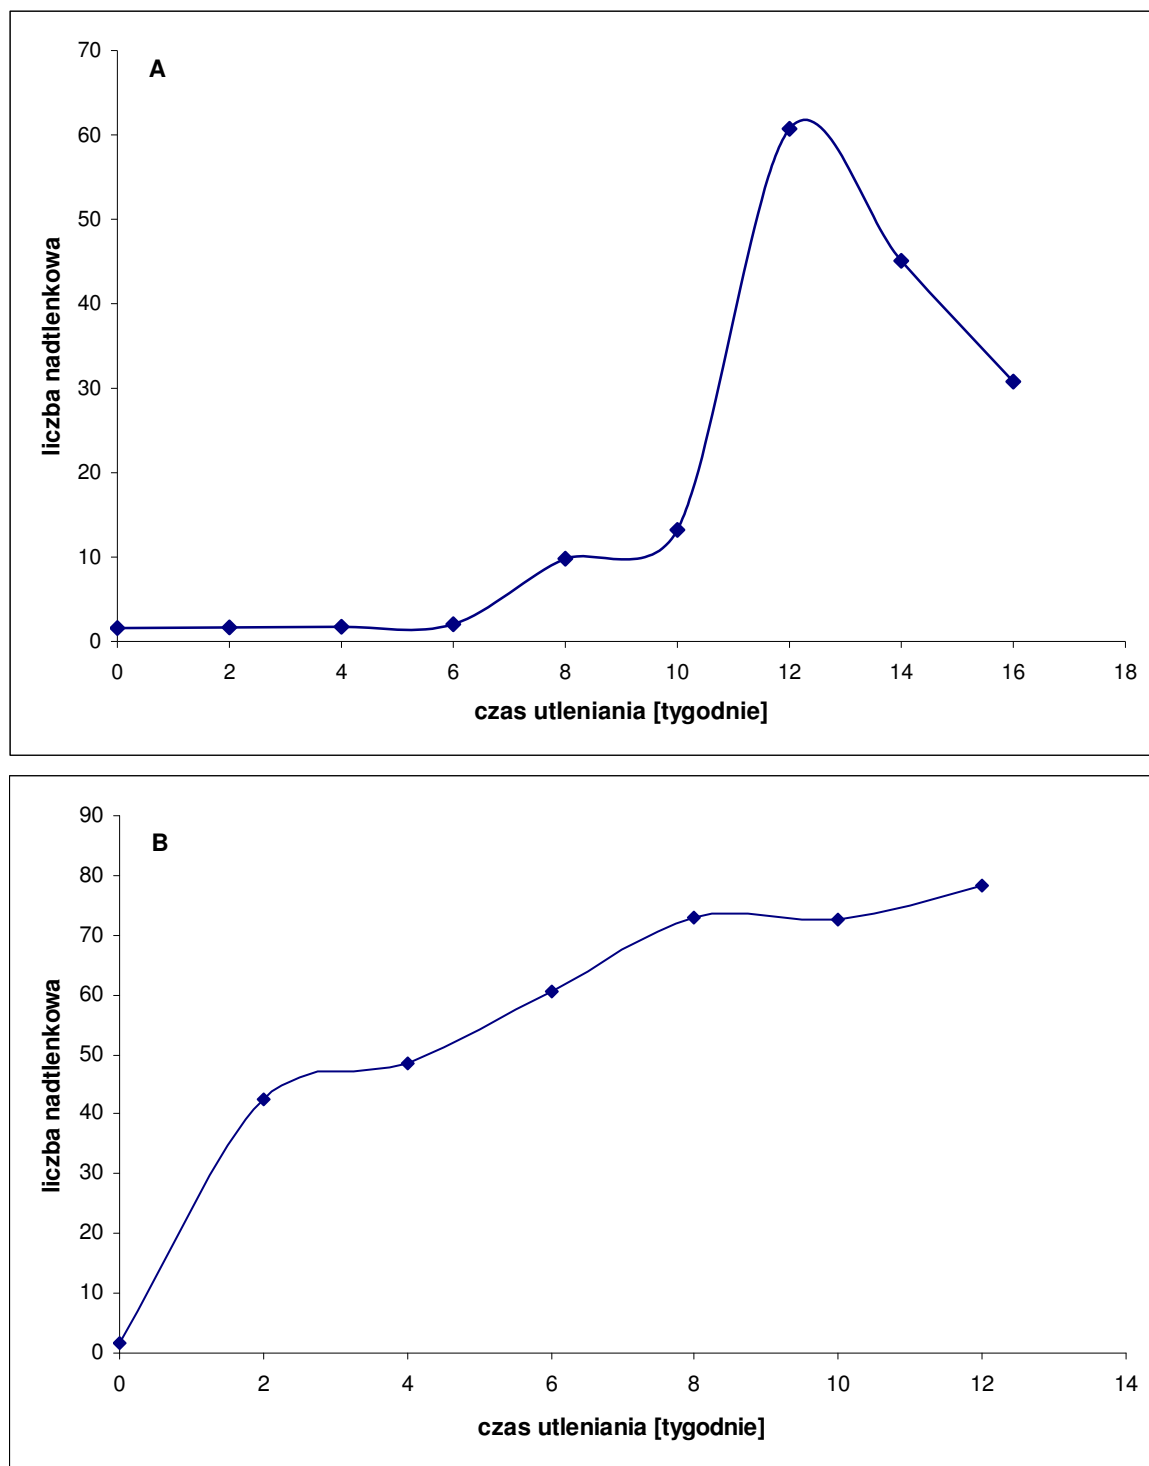 70
A
60
50
40
30
20
10
0
liczba nadtlenkowa
0 2 4 6 8 10 12 14 16 18
czas utleniania [tygodnie]
90
B
80
70
60
50
40
30
20
10
0
liczba nadtlenkowa
0 2 4 6 8 10 12 14
czas utleniania [tygodnie]